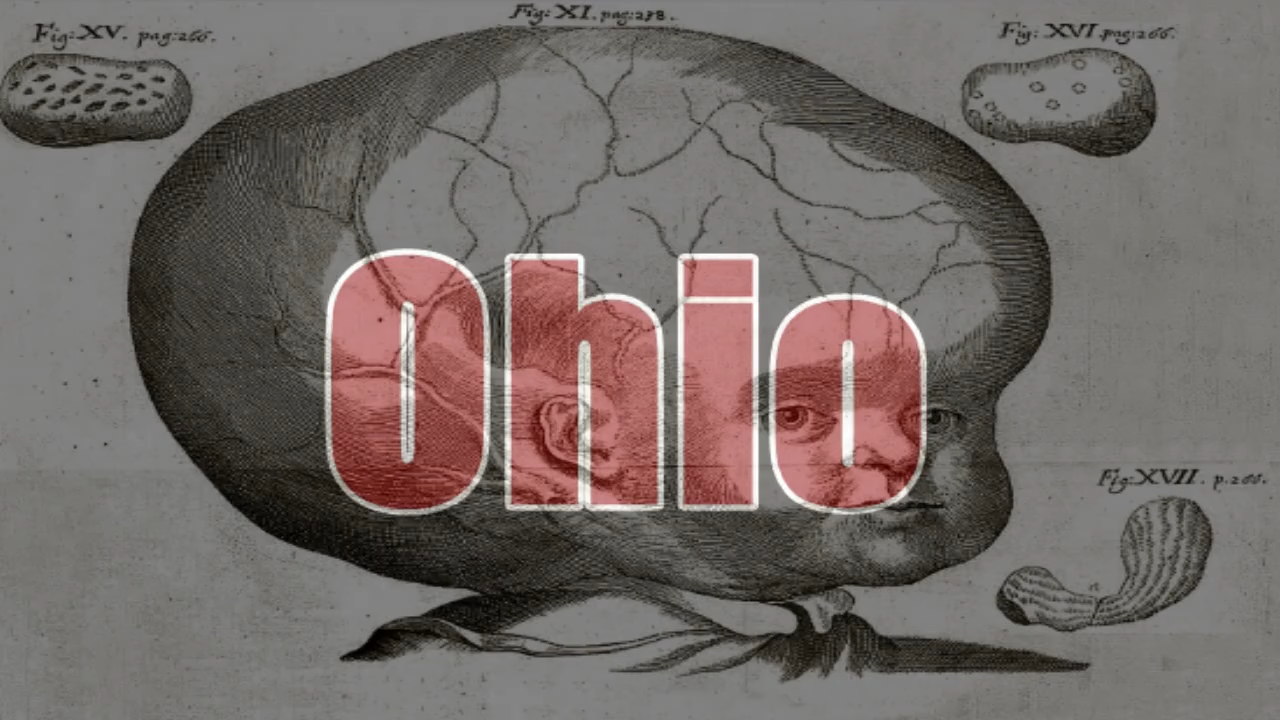 Fig: XI. pag: 238.
Fig: XV. pag: 266.
Fig: XVI. pag: 266.
Ohio
Fig: XVII. p. 266.